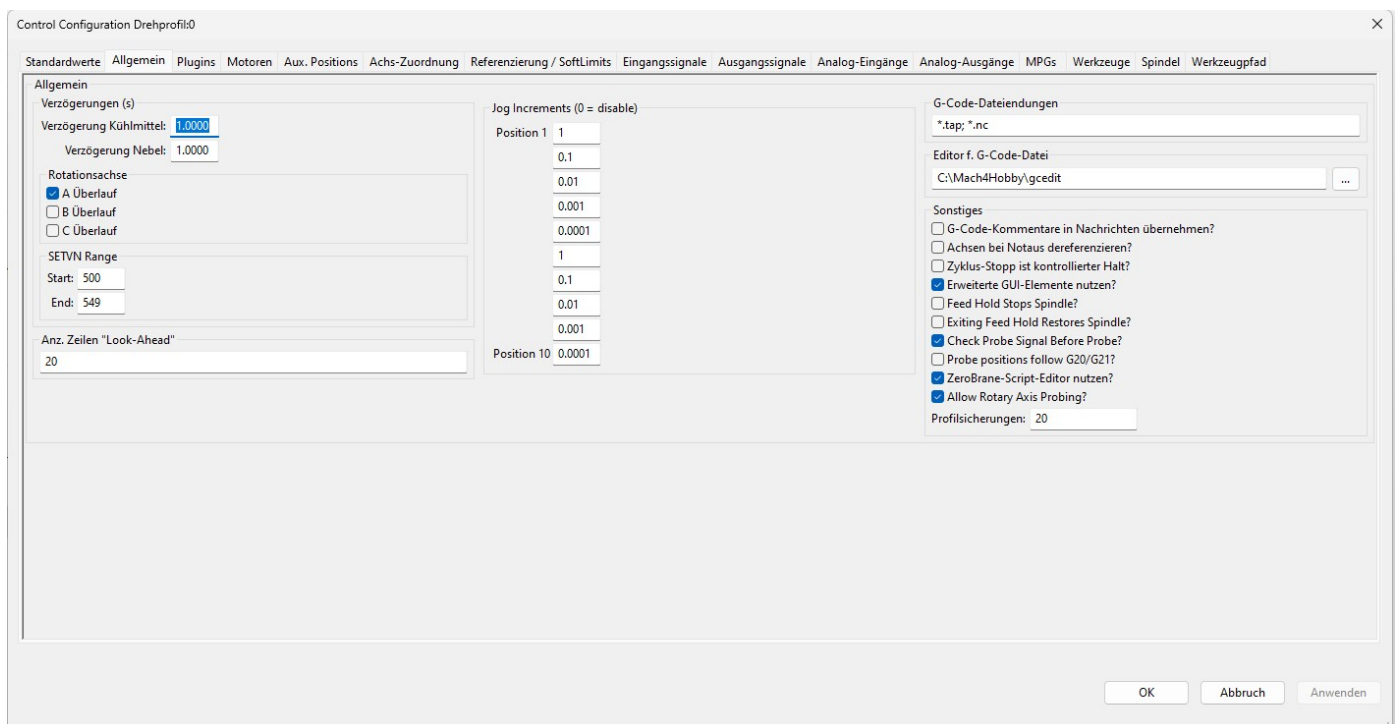 Control Configuration Drehprofil:0
Standardwerte Allgemein Plugins Motoren Aux. Positions Achs-Zuordnung Referenzierung / SoftLimits Eingangssignale Ausgangssignale Analog-Eingänge Analog-Ausgänge MPGs Werkzeuge Spindel Werkzeugpfad
Allgemein
Verzögerungen (s)
Verzögerung Kühlmittel: 1.0000
Verzögerung Nebel: 1.0000
Rotationsachse
A Überlauf
B Überlauf
C Überlauf
SETVN Range
Start: 500
End: 549
Anz. Zeilen "Look-Ahead"
20
Jog Increments (0 = disable)
Position 1 1
0.1
0.01
0.001
0.0001
1
0.1
0.01
0.001
Position 10 0.0001
G-Code-Dateiendungen
*.tap; *.nc
Editor f. G-Code-Datei
C:\Mach4Hobby\gcedit ...
Sonstiges
G-Code-Kommentare in Nachrichten übernehmen?
Achsen bei Notaus dereferenzieren?
Zyklus-Stopp ist kontrollierter Halt?
Erweiterte GUI-Elemente nutzen?
Feed Hold Stops Spindle?
Exiting Feed Hold Restores Spindle?
Check Probe Signal Before Probe?
Probe positions follow G20/G21?
ZeroBrane-Script-Editor nutzen?
Allow Rotary Axis Probing?
Profilsicherungen: 20
OK Abbruch Anwenden